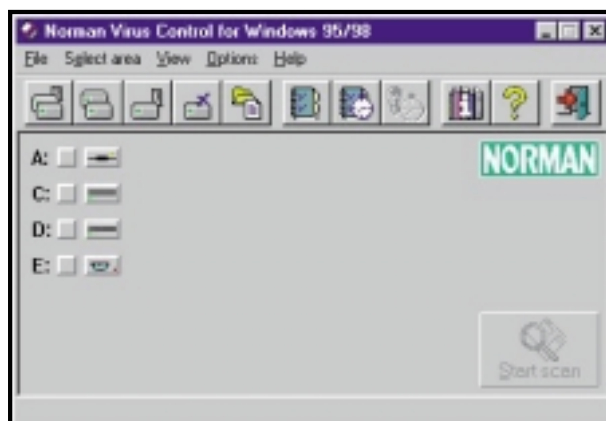 Norman Virus Control for Windows 95/98
File Select area View Options Help
A:
NORMAN
C:
D:
E:
Start scan